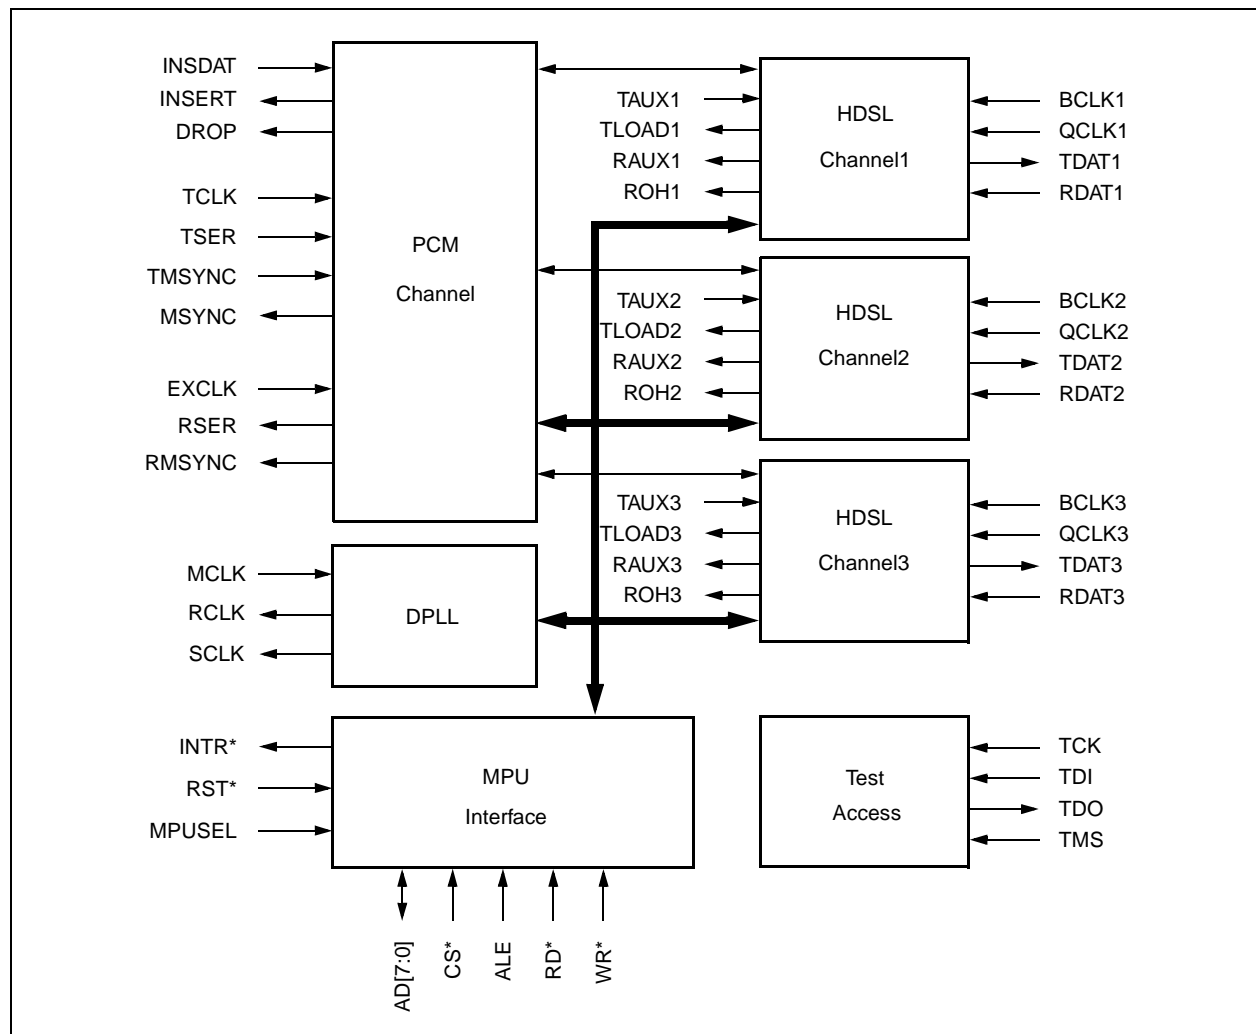 INSDAT
INSERT
DROP
TCLK
TSER
TMSYNC
MSYNC
EXCLK
RSER
RMSYNC
PCM
Channel
TAUX1
TLOAD1
RAUX1
ROH1
HDSL
Channel1
BCLK1
QCLK1
TDAT1
RDAT1
TAUX2
TLOAD2
RAUX2
ROH2
HDSL
Channel2
BCLK2
QCLK2
TDAT2
RDAT2
TAUX3
TLOAD3
RAUX3
ROH3
HDSL
Channel3
BCLK3
QCLK3
TDAT3
RDAT3
MCLK
RCLK
SCLK
DPLL
INTR*
RST*
MPUSEL
MPU
Interface
AD[7:0]
CS*
ALE
RD*
WR*
Test
Access
TCK
TDI
TDO
TMS